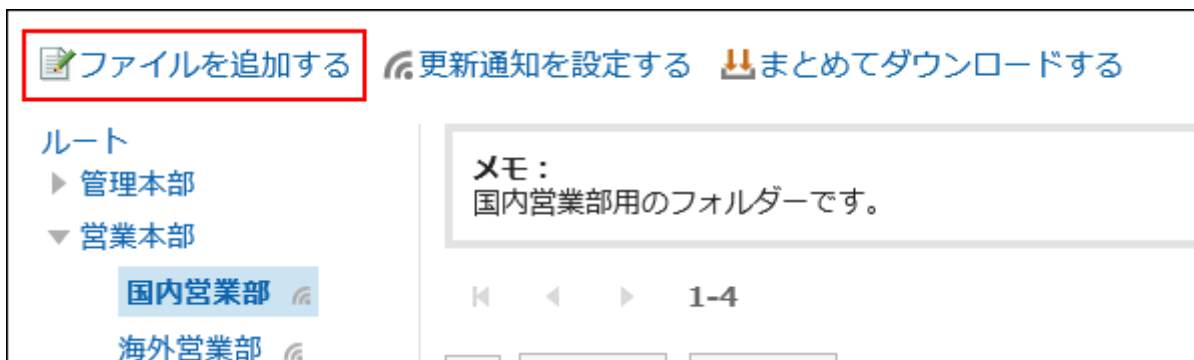 ファイルを追加する 更新通知を設定する まとめてダウンロードする
ルート
管理本部
営業本部
国内営業部
海外営業部
メモ：
国内営業部用のフォルダーです。
1-4